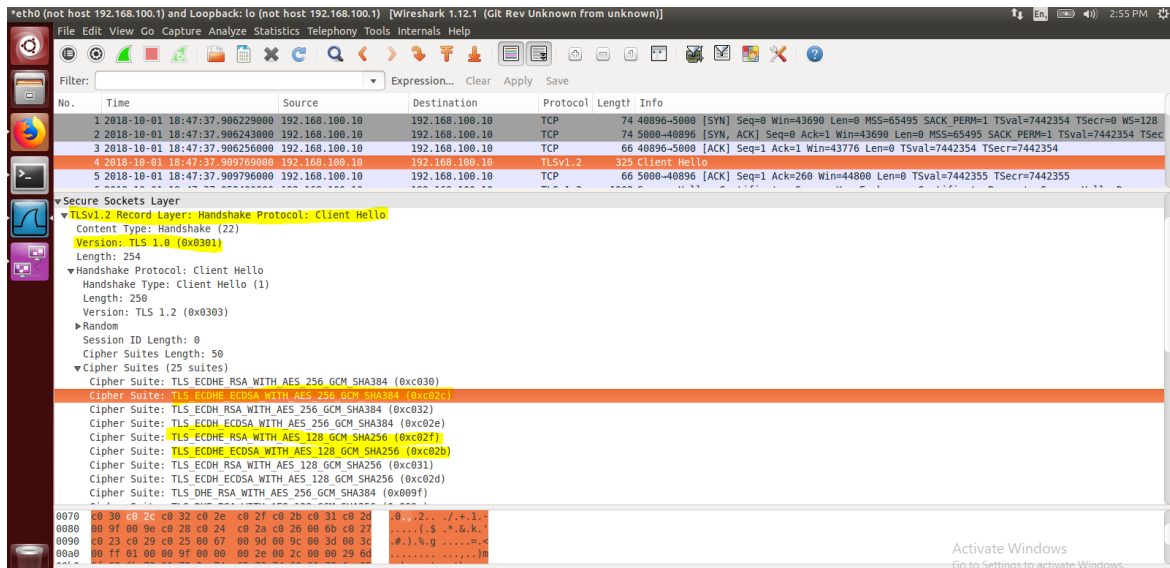 *eth0 (not host 192.168.100.1) and Loopback: lo (not host 192.168.100.1) [Wireshark 1.12.1 (Git Rev Unknown from unknown)] En 2:55 PM
File Edit View Go Capture Analyze Statistics Telephony Tools Internals Help
Filter: Expression... Clear Apply Save
No. Time Source Destination Protocol Length Info
1 2018-10-01 18:47:37.906229000 192.168.100.10 192.168.100.10 TCP 74 40896→5000 [SYN] Seq=0 Win=43690 Len=0 MSS=65495 SACK_PERM=1 TSval=7442354 TSecr=0 WS=128
2 2018-10-01 18:47:37.906243000 192.168.100.10 192.168.100.10 TCP 74 5000→40896 [SYN, ACK] Seq=0 Ack=1 Win=43690 Len=0 MSS=65495 SACK_PERM=1 TSval=7442354 TSec
3 2018-10-01 18:47:37.906256000 192.168.100.10 192.168.100.10 TCP 66 40896→5000 [ACK] Seq=1 Ack=1 Win=43776 Len=0 TSval=7442354 TSecr=7442354
4 2018-10-01 18:47:37.909769000 192.168.100.10 192.168.100.10 TLSv1.2 325 Client Hello
5 2018-10-01 18:47:37.909796000 192.168.100.10 192.168.100.10 TCP 66 5000→40896 [ACK] Seq=1 Ack=260 Win=44800 Len=0 TSval=7442355 TSecr=7442355
Secure Sockets Layer
TLSv1.2 Record Layer: Handshake Protocol: Client Hello
Content Type: Handshake (22)
Version: TLS 1.0 (0x0301)
Length: 254
Handshake Protocol: Client Hello
Handshake Type: Client Hello (1)
Length: 250
Version: TLS 1.2 (0x0303)
Random
Session ID Length: 0
Cipher Suites Length: 50
Cipher Suites (25 suites)
Cipher Suite: TLS_ECDHE_RSA_WITH_AES_256_GCM_SHA384 (0xc030)
Cipher Suite: TLS_ECDHE_ECDSA_WITH_AES_256_GCM_SHA384 (0xc02c)
Cipher Suite: TLS_ECDH_RSA_WITH_AES_256_GCM_SHA384 (0xc032)
Cipher Suite: TLS_ECDH_ECDSA_WITH_AES_256_GCM_SHA384 (0xc02e)
Cipher Suite: TLS_ECDHE_RSA_WITH_AES_128_GCM_SHA256 (0xc02f)
Cipher Suite: TLS_ECDHE_ECDSA_WITH_AES_128_GCM_SHA256 (0xc02b)
Cipher Suite: TLS_ECDH_RSA_WITH_AES_128_GCM_SHA256 (0xc031)
Cipher Suite: TLS_ECDH_ECDSA_WITH_AES_128_GCM_SHA256 (0xc02d)
Cipher Suite: TLS_DHE_RSA_WITH_AES_256_GCM_SHA384 (0x009f)
0070 c0 30 c0 2c c0 32 c0 2e c0 2f c0 2b c0 31 c0 2d .0.,.2.. ./.+.1.-
0080 00 9f 00 9e c0 28 c0 24 c0 2a c0 26 00 6b c0 27 .....(.$ .*.&.k.'
0090 c0 23 c0 29 c0 25 00 67 00 9d 00 9c 00 3d 00 3c .#.).%.g .....=.<
00a0 00 ff 01 00 00 9f 00 00 00 2e 00 2c 00 00 29 6d ........ ...,..)m
Activate Windows
Go to Settings to activate Windows.